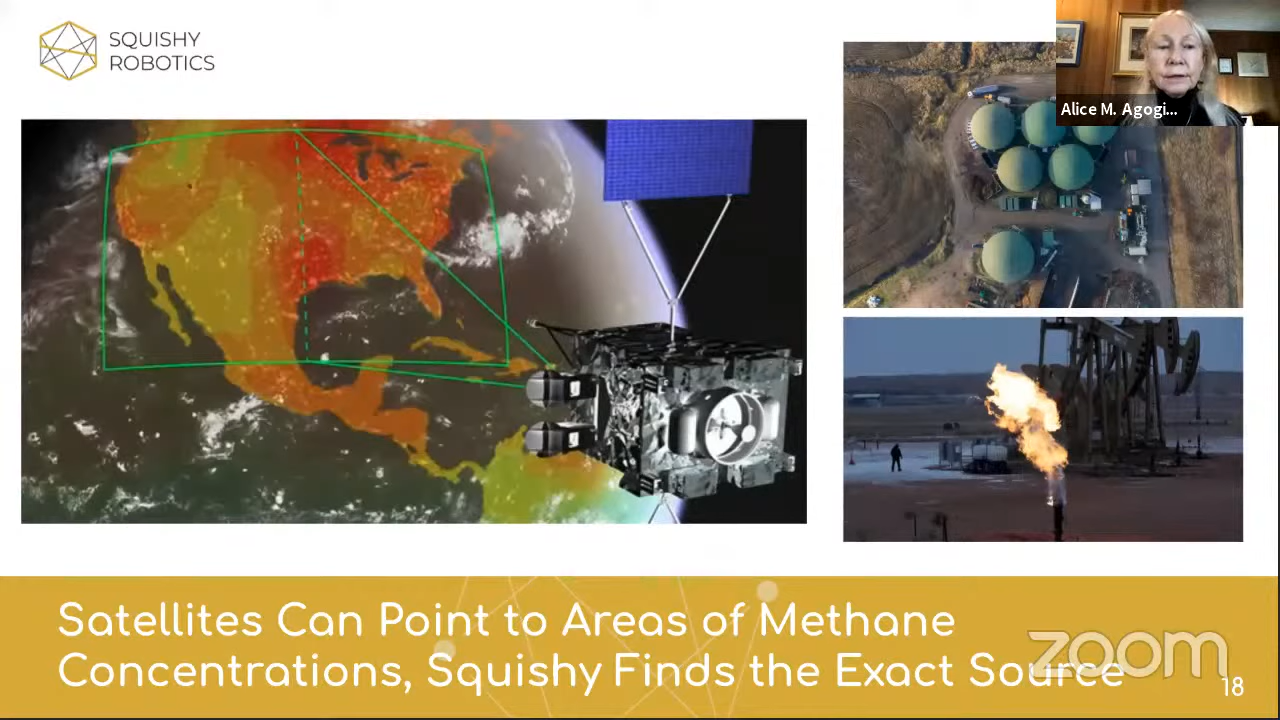 SQUISHY
ROBOTICS
Alice M. Agogi...
Satellites Can Point to Areas of Methane
Concentrations, Squishy Finds the Exact Source
zoom
18